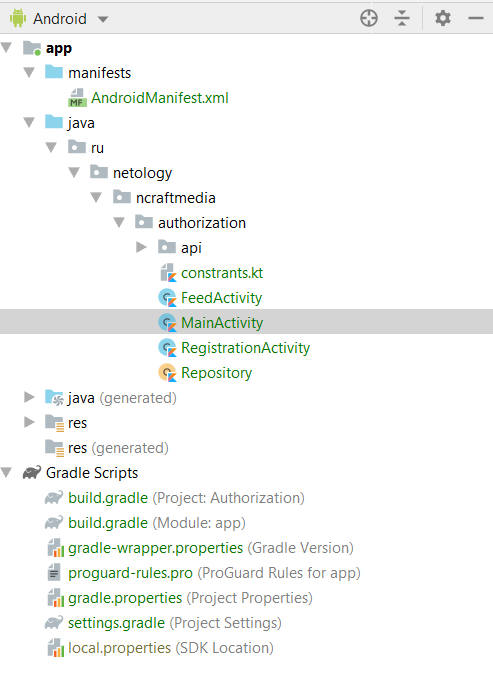 Android
app
manifests
MF AndroidManifest.xml
java
ru
netology
ncraftmedia
authorization
api
constrants.kt
FeedActivity
MainActivity
RegistrationActivity
Repository
java (generated)
res
res (generated)
Gradle Scripts
build.gradle (Project: Authorization)
build.gradle (Module: app)
gradle-wrapper.properties (Gradle Version)
proguard-rules.pro (ProGuard Rules for app)
gradle.properties (Project Properties)
settings.gradle (Project Settings)
local.properties (SDK Location)